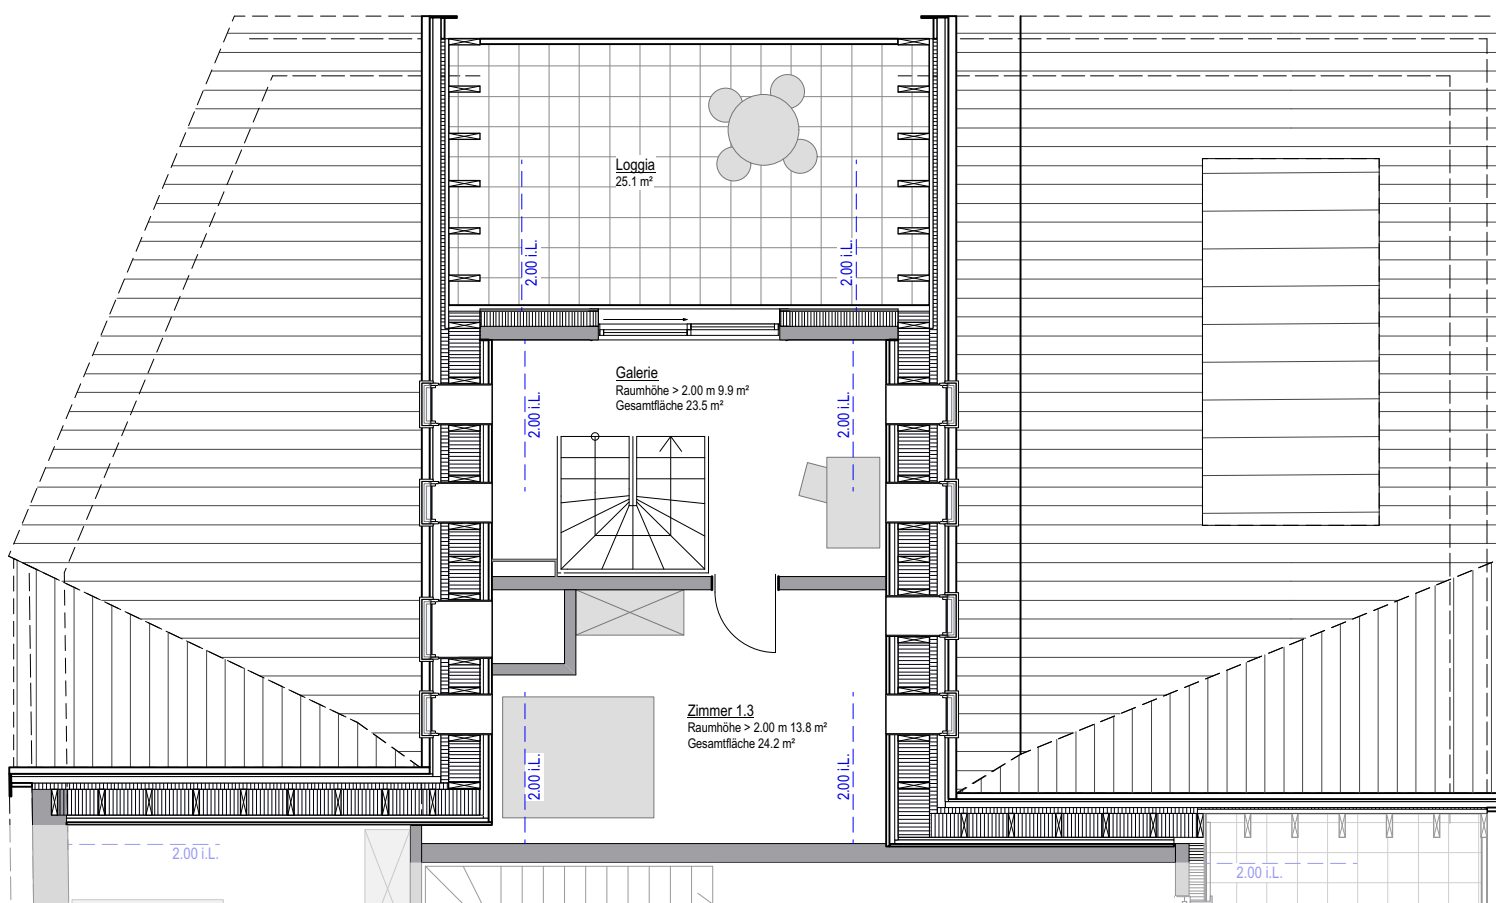 Loggia
25.1 m²
2.00 i.L.
2.00 i.L.
Galerie
Raumhöhe > 2.00 m 9.9 m²
Gesamtfläche 23.5 m²
2.00 i.L.
2.00 i.L.
Zimmer 1.3
Raumhöhe > 2.00 m 13.8 m²
Gesamtfläche 24.2 m²
2.00 i.L.
2.00 i.L.
2.00 i.L.
2.00 i.L.